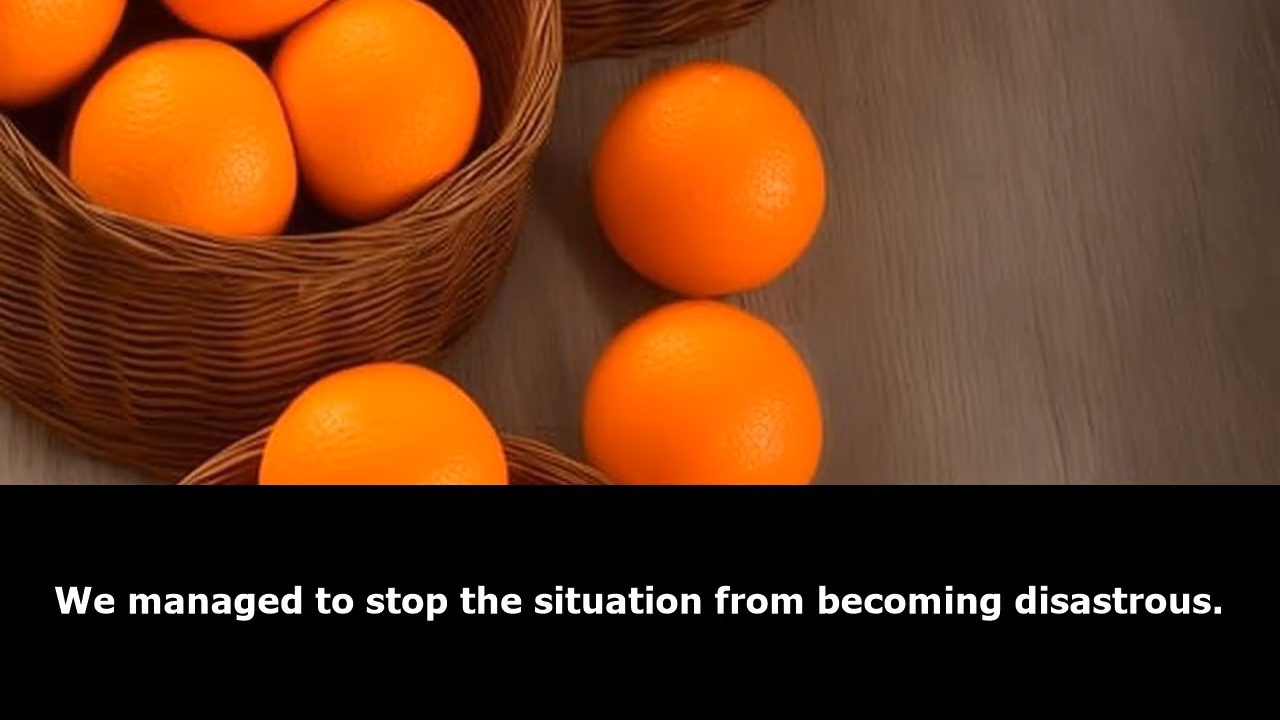 We managed to stop the situation from becoming disastrous.